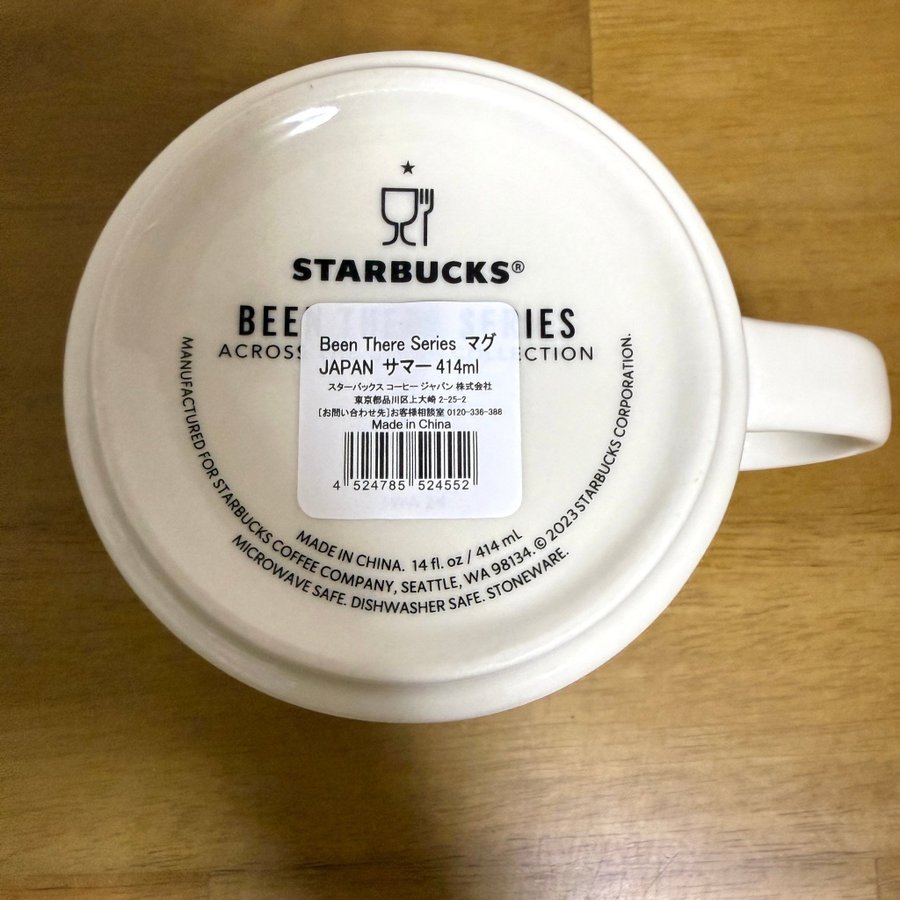 STARBUCKS®
BEEN THERE SERIES
ACROSS ECTION
Been There Series マグ
JAPAN サマー 414ml
スターバックス コーヒー ジャパン 株式会社
東京都品川区上大崎 2-25-2
[お問い合わせ先]お客様相談室 0120-336-388
Made in China
4 524785 524552
MADE IN CHINA. 14 fl. oz / 414 mL
MANUFACTURED FOR STARBUCKS COFFEE COMPANY, SEATTLE, WA 98134. © 2023 STARBUCKS CORPORATION.
MICROWAVE SAFE. DISHWASHER SAFE. STONEWARE.